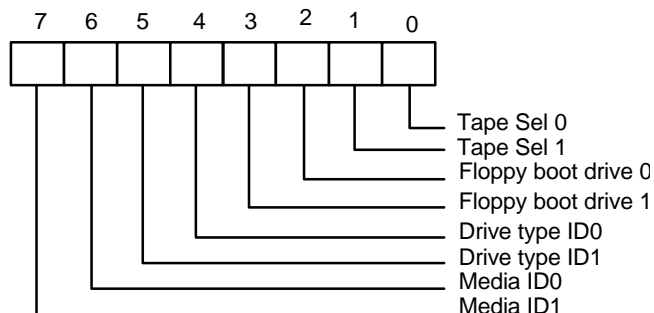 7 6 5 4 3 2 1 0
Tape Sel 0
Tape Sel 1
Floppy boot drive 0
Floppy boot drive 1
Drive type ID0
Drive type ID1
Media ID0
Media ID1